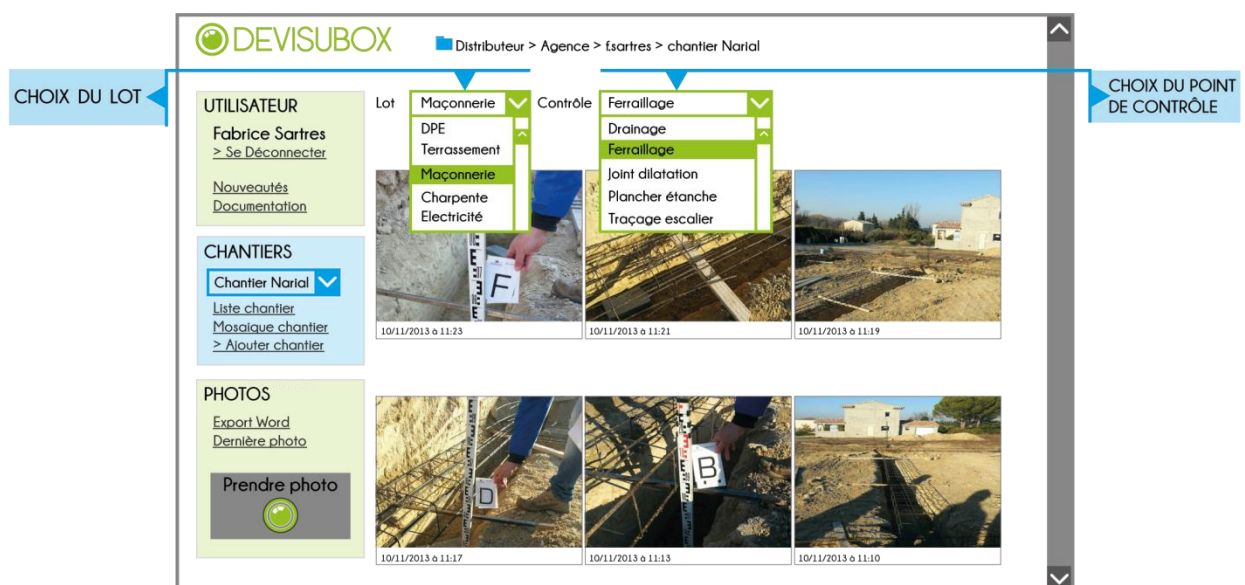 DEVISUBOX
Distributeur > Agence > f.sartres > chantier Narial
CHOIX DU LOT
CHOIX DU POINT
DE CONTRÔLE
UTILISATEUR
Fabrice Sartres
> Se Déconnecter
Nouveautés
Documentation
CHANTIERS
Chantier Narial
Liste chantier
Mosaique chantier
> Ajouter chantier
PHOTOS
Export Word
Dernière photo
Prendre photo
Lot Maçonnerie Contrôle Ferraillage
DPE
Terrassement
Maçonnerie
Charpente
Electricité
Drainage
Ferraillage
Joint dilatation
Plancher étanche
Traçage escalier
F
10/11/2013 à 11:23
10/11/2013 à 11:21
10/11/2013 à 11:19
D
B
10/11/2013 à 11:17
10/11/2013 à 11:13
10/11/2013 à 11:10